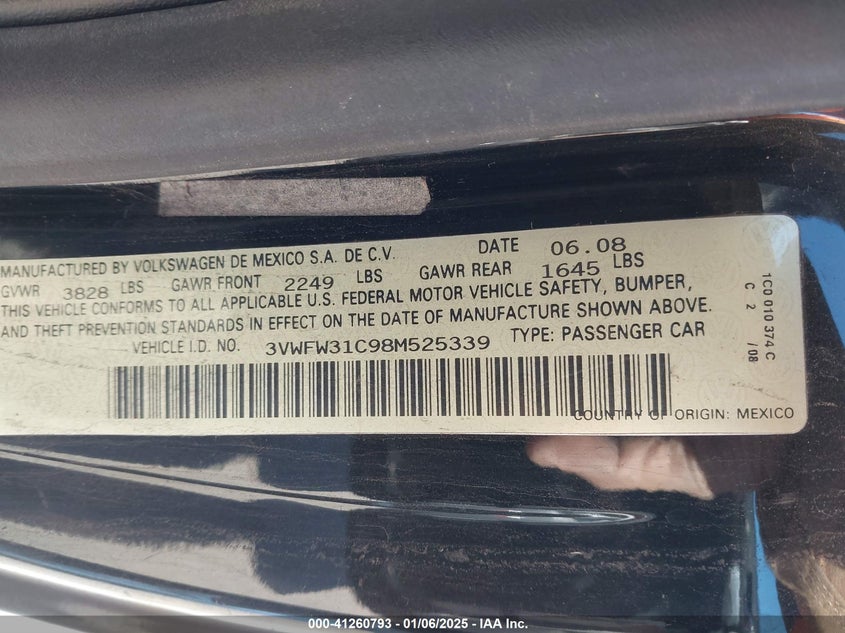 MANUFACTURED BY VOLKSWAGEN DE MEXICO S.A. DE C.V. DATE 06.08
GVWR 3828 LBS GAWR FRONT 2249 LBS GAWR REAR 1645 LBS
THIS VEHICLE CONFORMS TO ALL APPLICABLE U.S. FEDERAL MOTOR VEHICLE SAFETY, BUMPER,
AND THEFT PREVENTION STANDARDS IN EFFECT ON THE DATE OF MANUFACTURE SHOWN ABOVE.
VEHICLE I.D. NO. 3VWFW31C98M525339 TYPE: PASSENGER CAR
COUNTRY OF ORIGIN: MEXICO
1C0 010 374 C
C 2 / 08
000-41260793 - 01/06/2025 - IAA Inc.